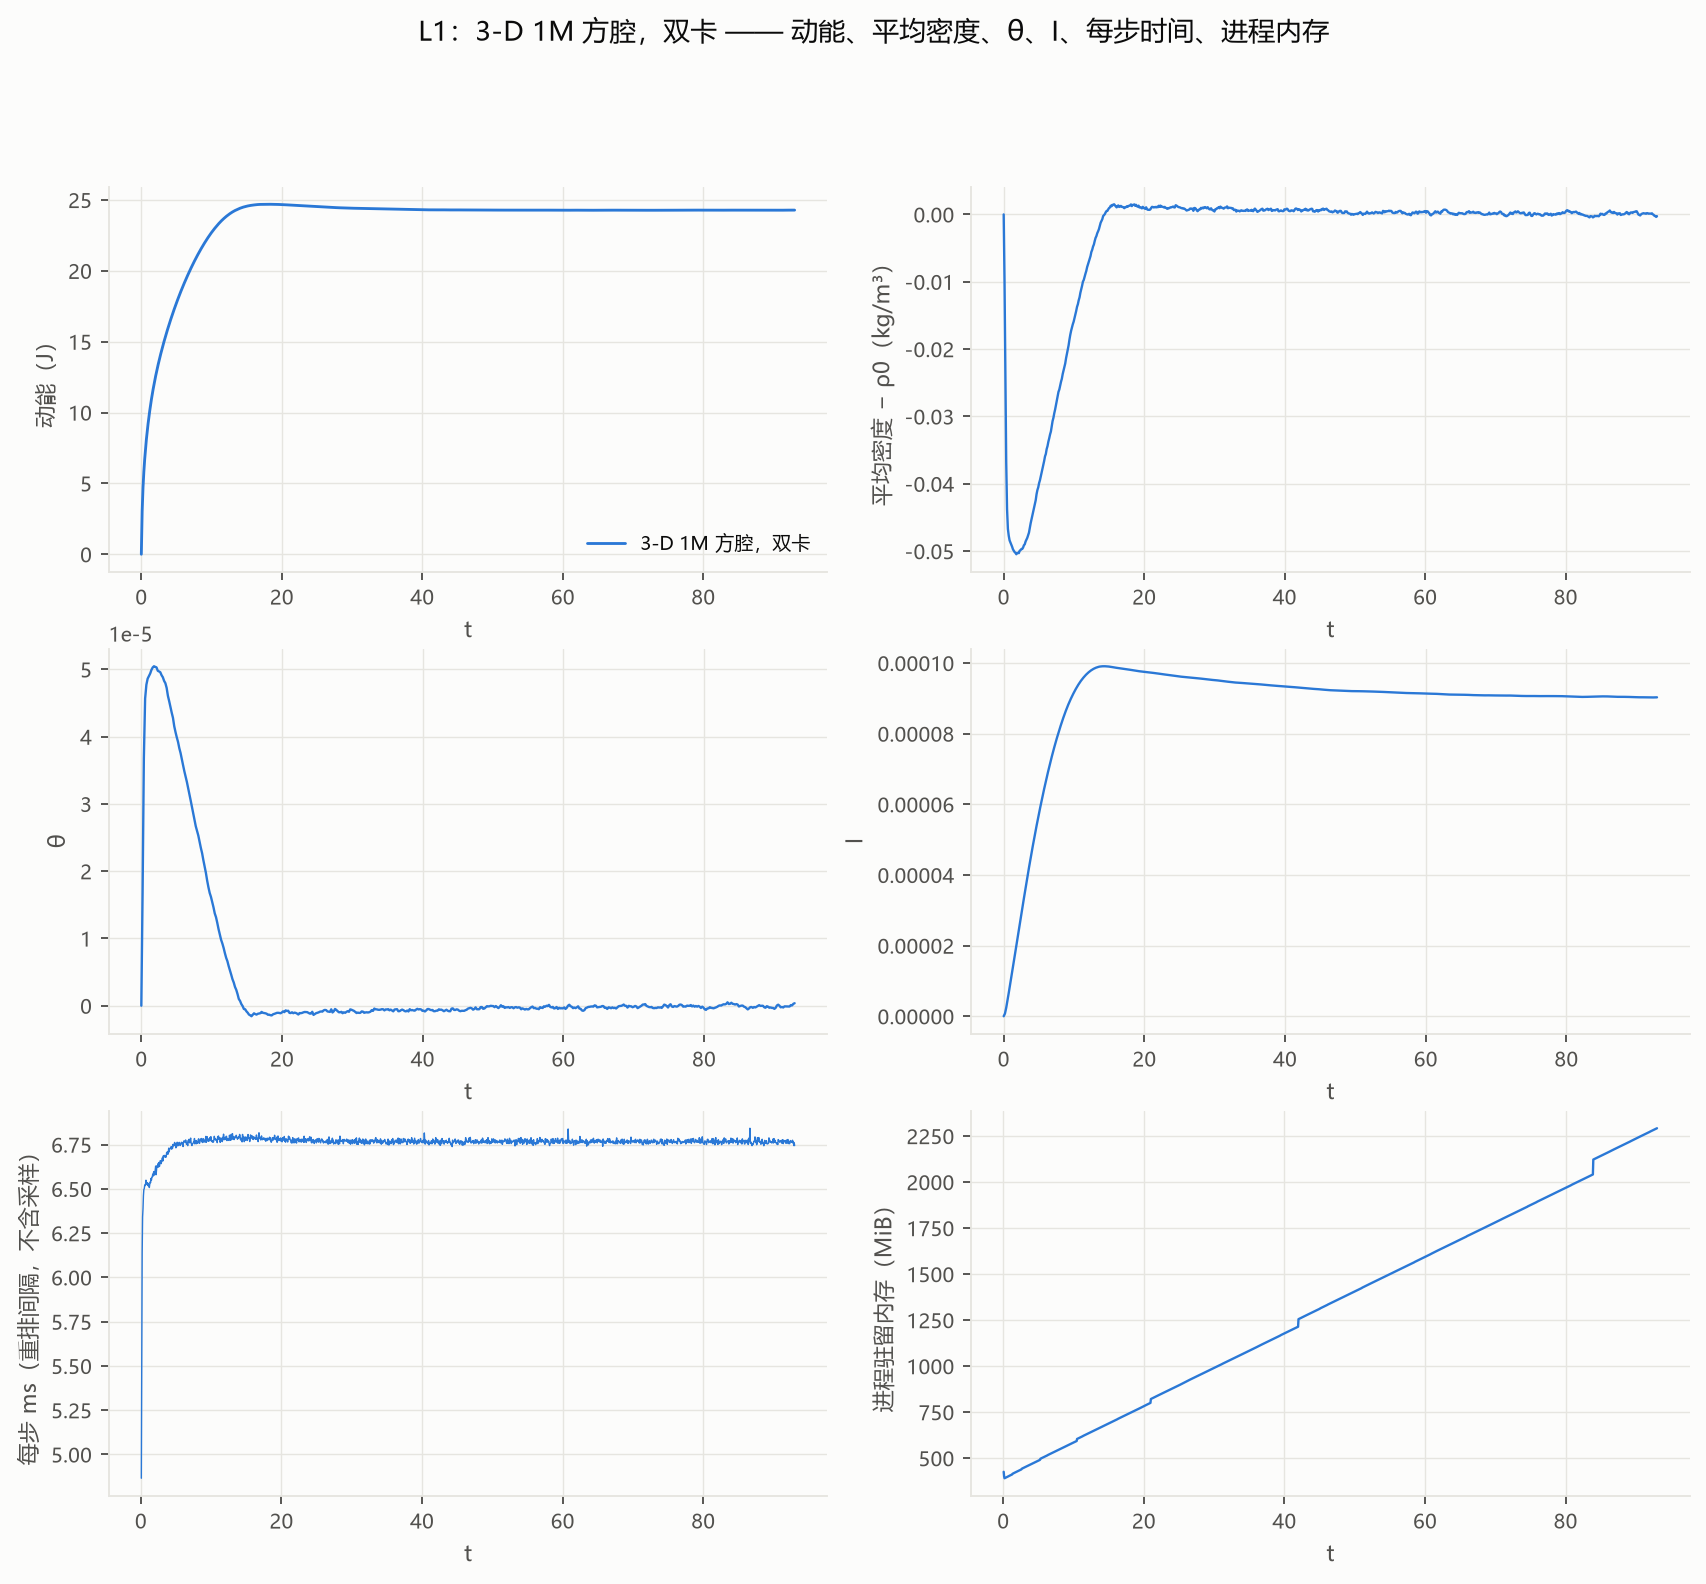 L1：3-D 1M 方腔，双卡 —— 动能、平均密度、θ、I、每步时间、进程内存
25
20
15
10
5
0
动能（J）
3-D 1M 方腔，双卡
0 20 40 60 80
t
0.00
-0.01
-0.02
-0.03
-0.04
-0.05
平均密度 − ρ0（kg/m³）
0 20 40 60 80
t
1e-5
5
4
3
2
1
0
θ
0 20 40 60 80
t
0.00010
0.00008
0.00006
0.00004
0.00002
0.00000
I
0 20 40 60 80
t
6.75
6.50
6.25
6.00
5.75
5.50
5.25
5.00
每步 ms（重排间隔，不含采样）
0 20 40 60 80
t
2250
2000
1750
1500
1250
1000
750
500
进程驻留内存（MiB）
0 20 40 60 80
t